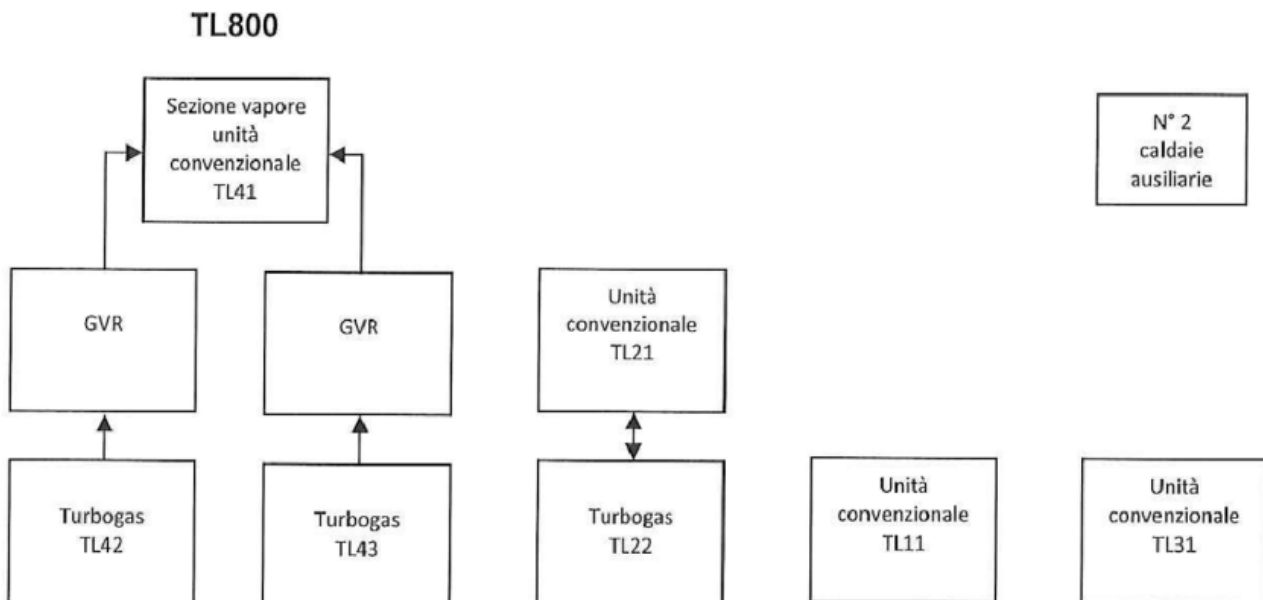 TL800
Sezione vapore
unità
convenzionale
TL41
N° 2
caldaie
ausiliarie
GVR
GVR
Unità
convenzionale
TL21
Turbogas
TL42
Turbogas
TL43
Turbogas
TL22
Unità
convenzionale
TL11
Unità
convenzionale
TL31